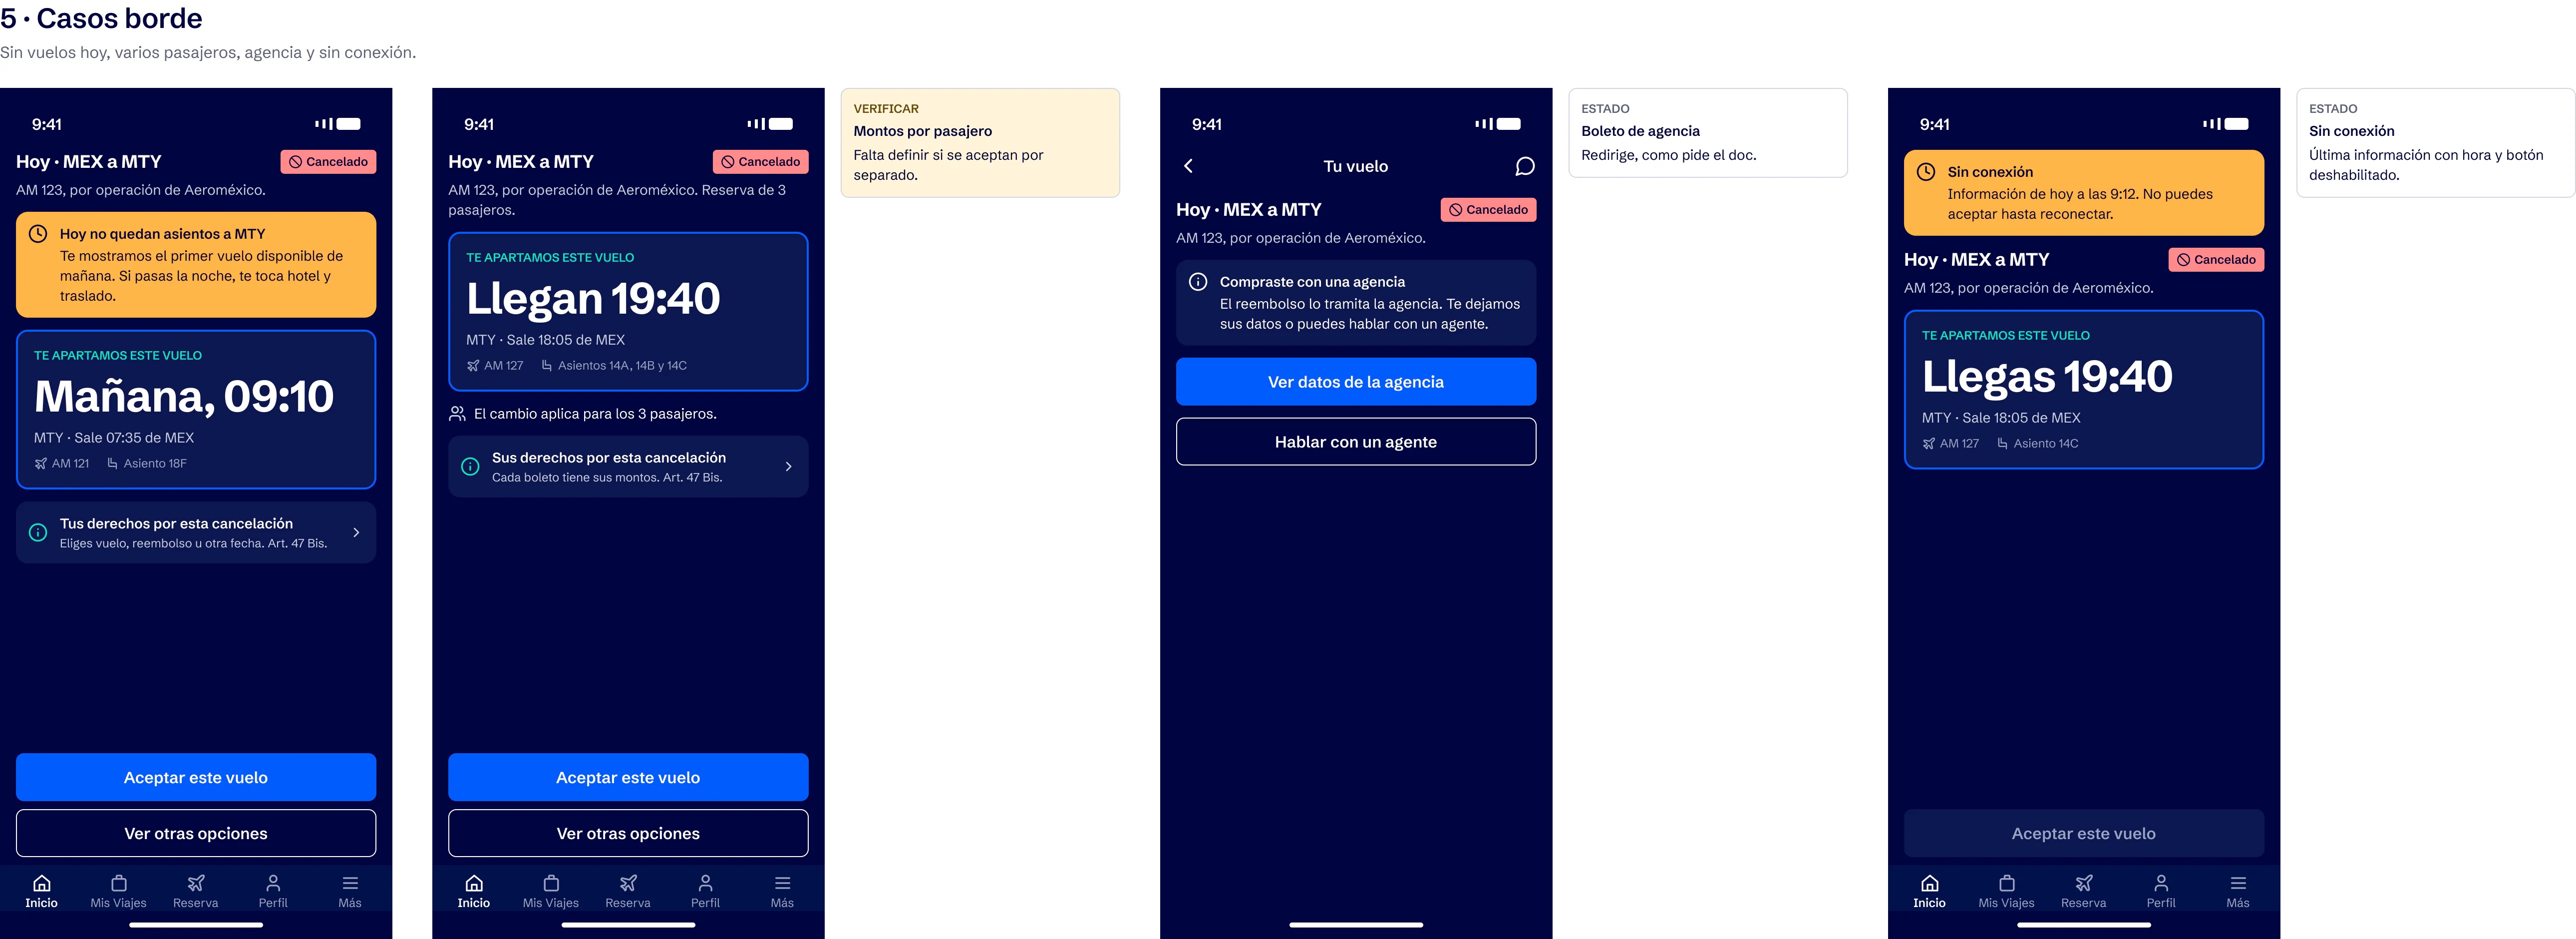 5 · Casos borde
Sin vuelos hoy, varios pasajeros, agencia y sin conexión.
9:41
Hoy · MEX a MTY
Cancelado
AM 123, por operación de Aeroméxico.
Hoy no quedan asientos a MTY
Te mostramos el primer vuelo disponible de
mañana. Si pasas la noche, te toca hotel y
traslado.
TE APARTAMOS ESTE VUELO
Mañana, 09:10
MTY · Sale 07:35 de MEX
AM 121
Asiento 18F
Tus derechos por esta cancelación
Eliges vuelo, reembolso u otra fecha. Art. 47 Bis.
Aceptar este vuelo
Ver otras opciones
Inicio
Mis Viajes
Reserva
Perfil
Más
9:41
Hoy · MEX a MTY
Cancelado
AM 123, por operación de Aeroméxico. Reserva de 3
pasajeros.
TE APARTAMOS ESTE VUELO
Llegan 19:40
MTY · Sale 18:05 de MEX
AM 127
Asientos 14A, 14B y 14C
El cambio aplica para los 3 pasajeros.
Sus derechos por esta cancelación
Cada boleto tiene sus montos. Art. 47 Bis.
Aceptar este vuelo
Ver otras opciones
Inicio
Mis Viajes
Reserva
Perfil
Más
VERIFICAR
Montos por pasajero
Falta definir si se aceptan por
separado.
9:41
Tu vuelo
Hoy · MEX a MTY
Cancelado
AM 123, por operación de Aeroméxico.
Compraste con una agencia
El reembolso lo tramita la agencia. Te dejamos
sus datos o puedes hablar con un agente.
Ver datos de la agencia
Hablar con un agente
ESTADO
Boleto de agencia
Redirige, como pide el doc.
9:41
Sin conexión
Información de hoy a las 9:12. No puedes
aceptar hasta reconectar.
Hoy · MEX a MTY
Cancelado
AM 123, por operación de Aeroméxico.
TE APARTAMOS ESTE VUELO
Llegas 19:40
MTY · Sale 18:05 de MEX
AM 127
Asiento 14C
Aceptar este vuelo
Inicio
Mis Viajes
Reserva
Perfil
Más
ESTADO
Sin conexión
Última información con hora y botón
deshabilitado.